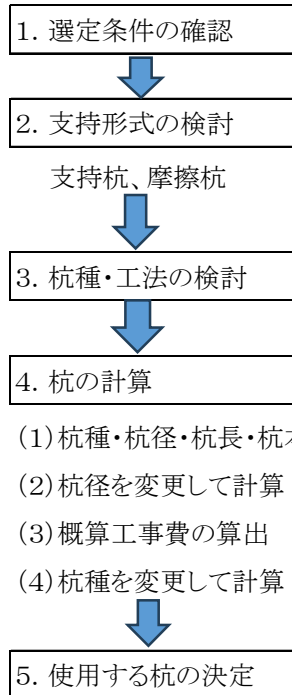 1. 選定条件の確認
2. 支持形式の検討
支持杭、摩擦杭
3. 杭種・工法の検討
4. 杭の計算
(1)杭種・杭径・杭長・杭
(2)杭径を変更して計算
(3)概算工事費の算出
(4)杭種を変更して計算
5. 使用する杭の決定